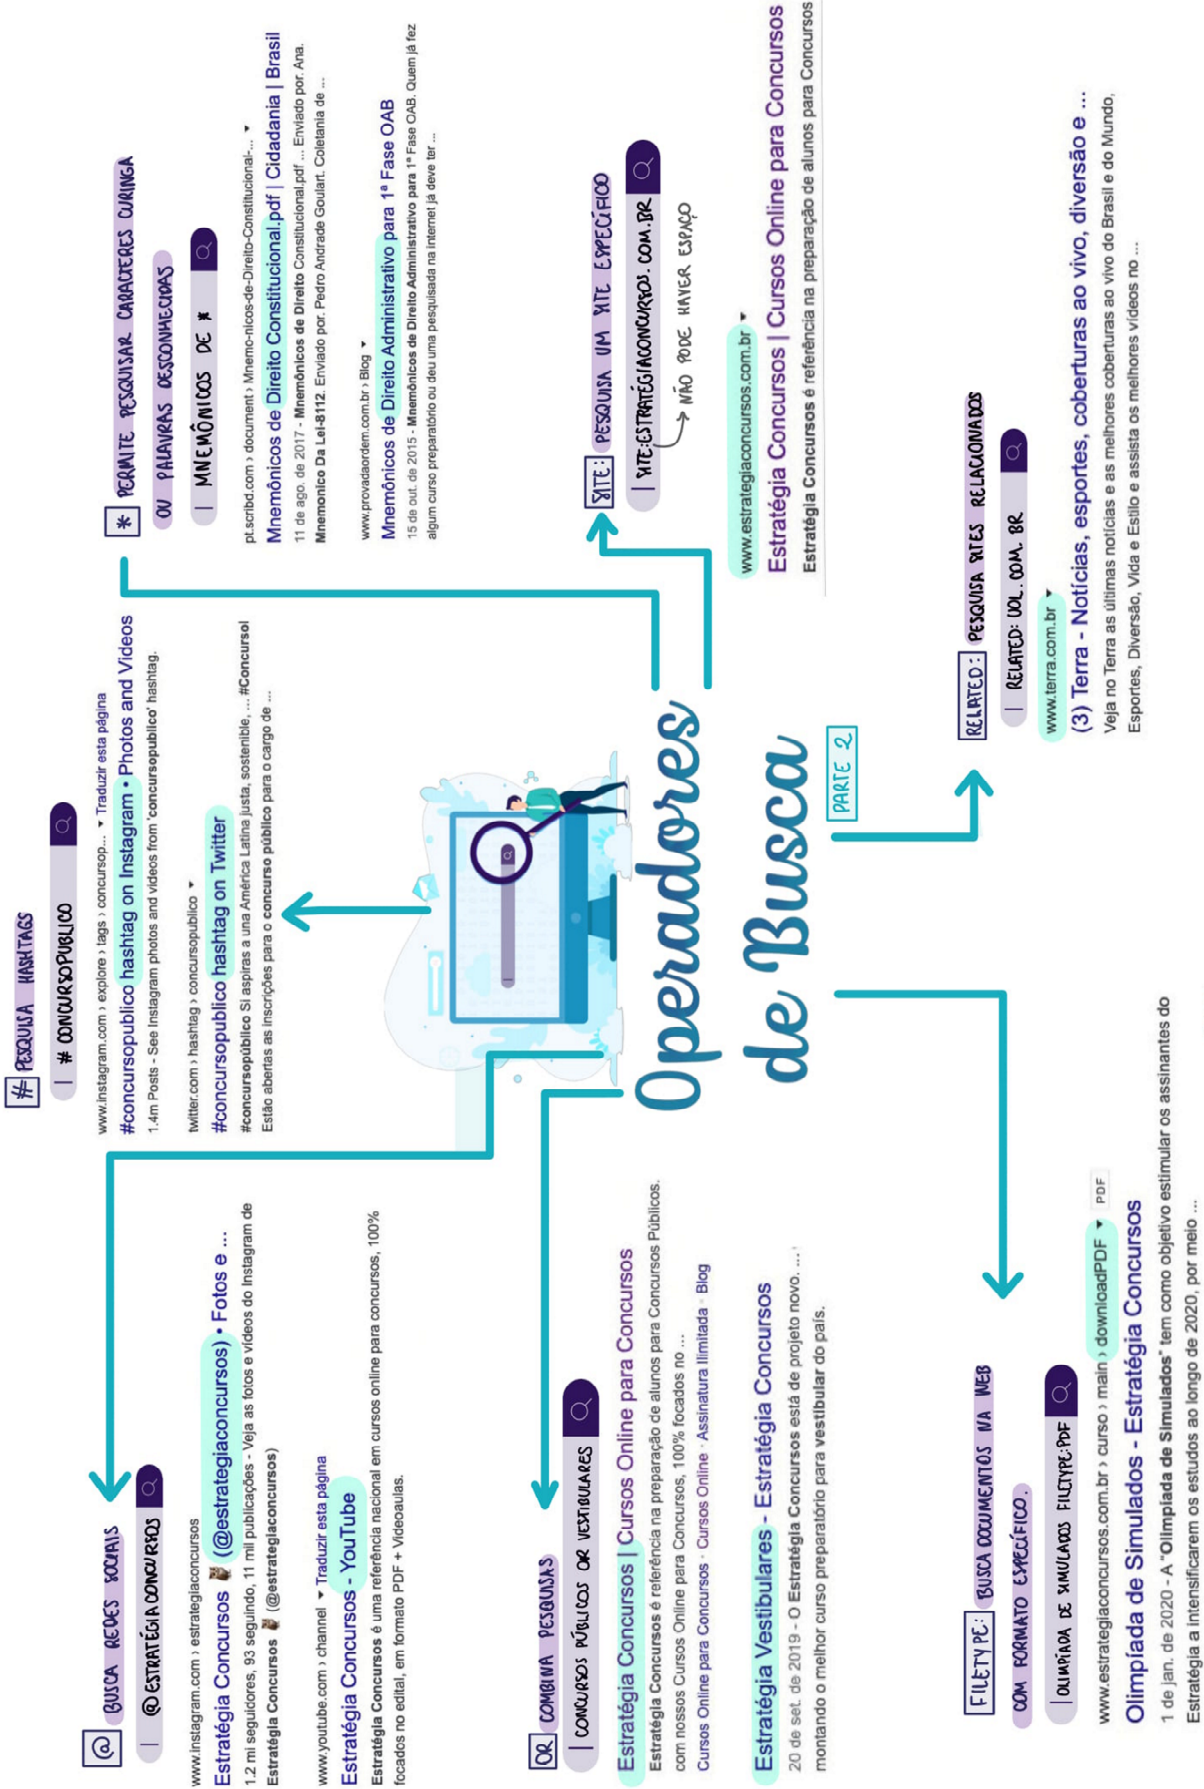 @ BUSCA REDES SOCIAIS
@ESTRATÉGIACONCURSOS
www.instagram.com › estrategiaconcursos
Estratégia Concursos (@estrategiaconcursos) • Fotos e ...
1.2 mi seguidores, 93 seguindo, 11 mil publicações - Veja as fotos e vídeos do Instagram de
Estratégia Concursos (@estrategiaconcursos)
www.youtube.com › channel ▾ Traduzir esta página
Estratégia Concursos - YouTube
Estratégia Concursos é uma referência nacional em cursos online para concursos, 100%
focados no edital, em formato PDF + Videoaulas.
# PESQUISA HASHTAGS
# CONCURSOPUBLICO
www.instagram.com › explore › tags › concursop... ▾ Traduzir esta página
#concursopublico hashtag on Instagram • Photos and Videos
1.4m Posts - See Instagram photos and videos from 'concursopublico' hashtag.
twitter.com › hashtag › concursopublico ▾
#concursopublico hashtag on Twitter
#concursopúblico Si aspiras a una América Latina justa, sostenible, ... #Concursol
Estão abertas as inscrições para o concurso público para o cargo de ...
* PERMITE PESQUISAR CARACTERES CURINGA
OU PALAVRAS DESCONHECIDAS
MNEMÔNICOS DE *
pt.scribd.com › document › Mnemo-nicos-de-Direito-Constitucional-... ▾
Mnemônicos de Direito Constitucional.pdf | Cidadania | Brasil
11 de ago. de 2017 - Mnemônicos de Direito Constitucional.pdf ... Enviado por. Ana.
Mnemonico Da Lei-8112. Enviado por. Pedro Andrade Goulart. Coletania de ...
www.provadaordem.com.br › Blog ▾
Mnemônicos de Direito Administrativo para 1ª Fase OAB
15 de out. de 2015 - Mnemônicos de Direito Administrativo para 1ª Fase OAB. Quem já fez
algum curso preparatório ou deu uma pesquisada na internet já deve ter ...
Operadores
de Busca
PARTE 2
OR COMBINA PESQUISAS
CONCURSOS PÚBLICOS OR VESTIBULARES
Estratégia Concursos | Cursos Online para Concursos
Estratégia Concursos é referência na preparação de alunos para Concursos Públicos.
com nossos Cursos Online para Concursos, 100% focados no ...
Cursos Online para Concursos · Cursos Online · Assinatura Ilimitada · Blog
Estratégia Vestibulares - Estratégia Concursos
20 de set. de 2019 - O Estratégia Concursos está de projeto novo. ...
montando o melhor curso preparatório para vestibular do país.
SITE: PESQUISA UM SITE ESPECÍFICO
SITE:ESTRATÉGIACONCURSOS.COM.BR
NÃO PODE HAVER ESPAÇO
www.estrategiaconcursos.com.br ▾
Estratégia Concursos | Cursos Online para Concursos
Estratégia Concursos é referência na preparação de alunos para Concursos
FILETYPE: BUSCA DOCUMENTOS NA WEB
COM FORMATO ESPECÍFICO.
OLIMPÍADA DE SIMULADOS FILETYPE:PDF
www.estrategiaconcursos.com.br › curso › main › downloadPDF ▾ PDF
Olimpíada de Simulados - Estratégia Concursos
1 de jan. de 2020 - A "Olimpíada de Simulados" tem como objetivo estimular os assinantes do
Estratégia a intensificarem os estudos ao longo de 2020, por meio ...
RELATED: PESQUISA SITES RELACIONADOS
RELATED: UOL.COM.BR
www.terra.com.br ▾
(3) Terra - Notícias, esportes, coberturas ao vivo, diversão e ...
Veja no Terra as últimas notícias e as melhores coberturas ao vivo do Brasil e do Mundo,
Esportes, Diversão, Vida e Estilo e assista os melhores vídeos no ...